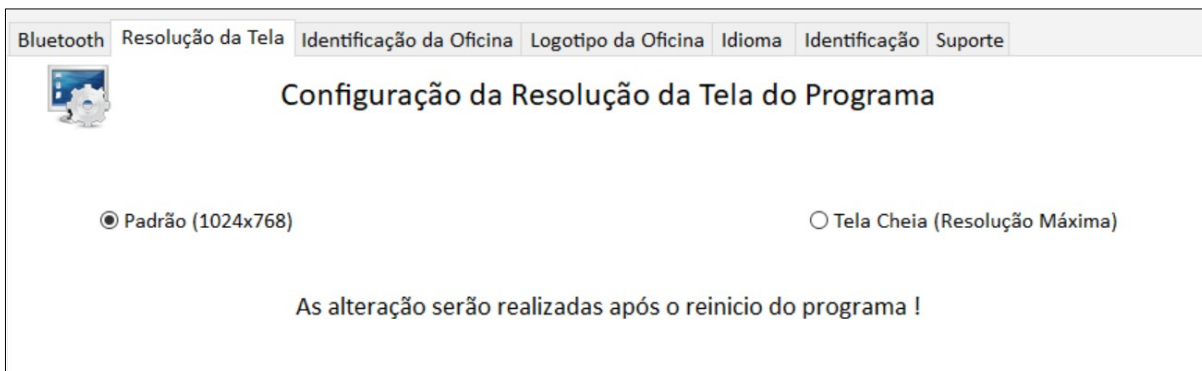 Bluetooth Resolução da Tela Identificação da Oficina Logotipo da Oficina Idioma Identificação Suporte
Configuração da Resolução da Tela do Programa
Padrão (1024x768) Tela Cheia (Resolução Máxima)
As alteração serão realizadas após o reinicio do programa !